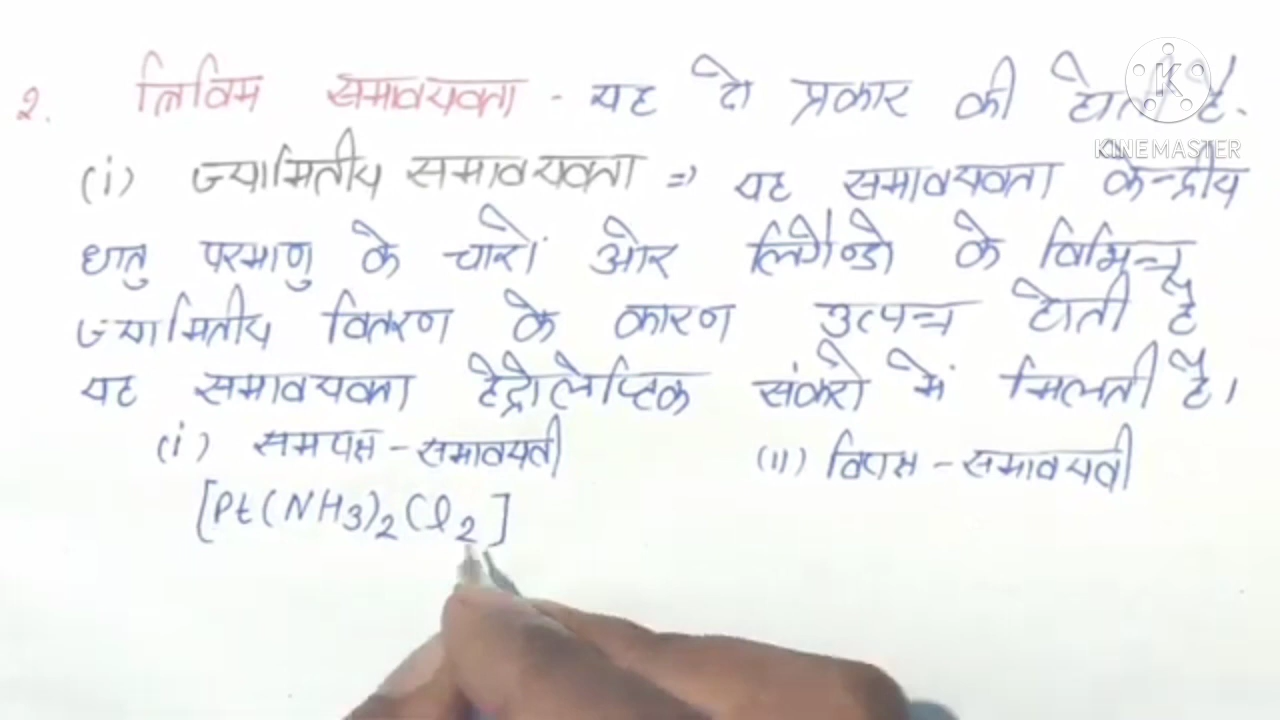 2. त्रिविम समावयवता - यह दो प्रकार की होती है.
KINEMASTER
(i) ज्यामितीय समावयवता ⇒ यह समावयवता केन्द्रीय
धातु परमाणु के चारों ओर लिगैन्डो के विभिन्न
ज्यामितीय वितरण के कारण उत्पन्न होती है
यह समावयवता हेट्रोलेप्टिक संकरो में मिलती है।
(i) समपक्ष - समावयवी (ii) विपक्ष - समावयवी
[Pt(NH3)2Cl2]